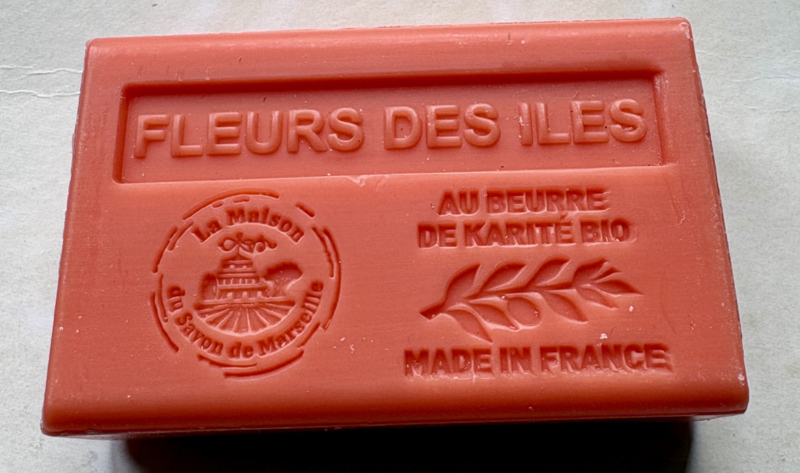 FLEURS DES ILES
La Maison
du Savon de Marseille
AU BEURRE
DE KARITÉ BIO
MADE IN FRANCE